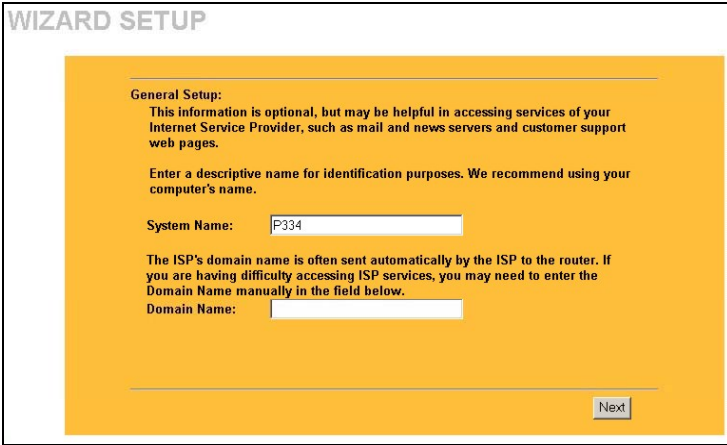 WIZARD SETUP
General Setup:
This information is optional, but may be helpful in accessing services of your
Internet Service Provider, such as mail and news servers and customer support
web pages.
Enter a descriptive name for identification purposes. We recommend using your
computer's name.
System Name: P334
The ISP's domain name is often sent automatically by the ISP to the router. If
you are having difficulty accessing ISP services, you may need to enter the
Domain Name manually in the field below.
Domain Name:
Next